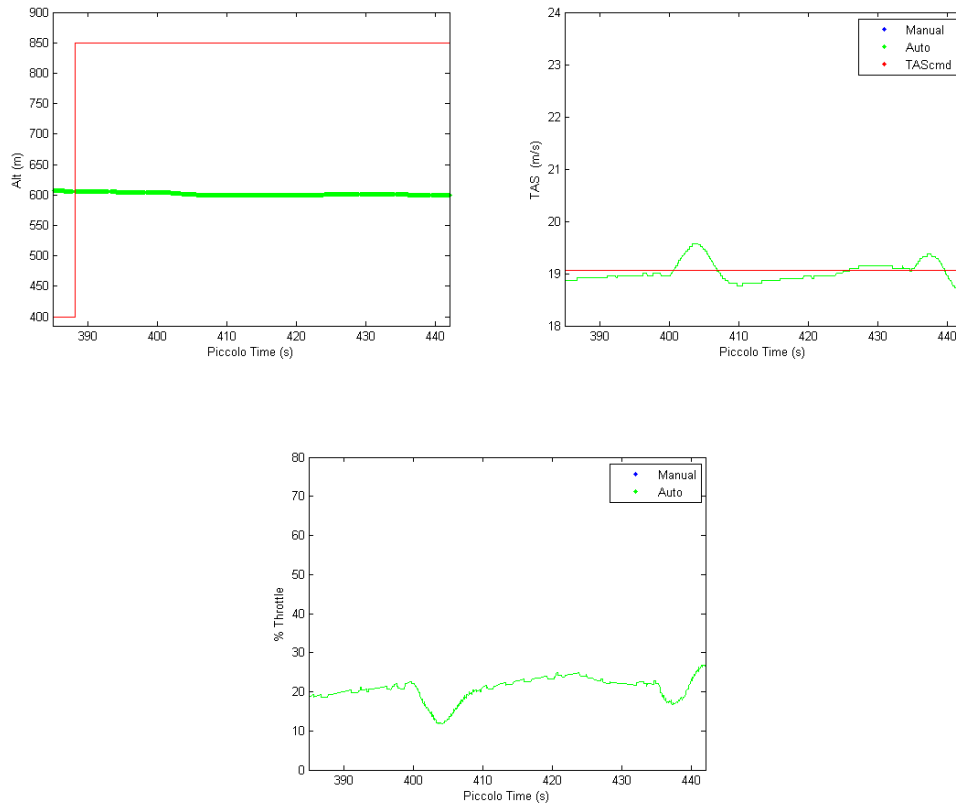 900
850
800
750
700
650
600
550
500
450
400
Alt (m)
390 400 410 420 430 440
Piccolo Time (s)
24
23
22
21
20
19
18
TAS (m/s)
Manual
Auto
TAScmd
390 400 410 420 430 440
Piccolo Time (s)
80
70
60
50
40
30
20
10
0
% Throttle
Manual
Auto
390 400 410 420 430 440
Piccolo Time (s)